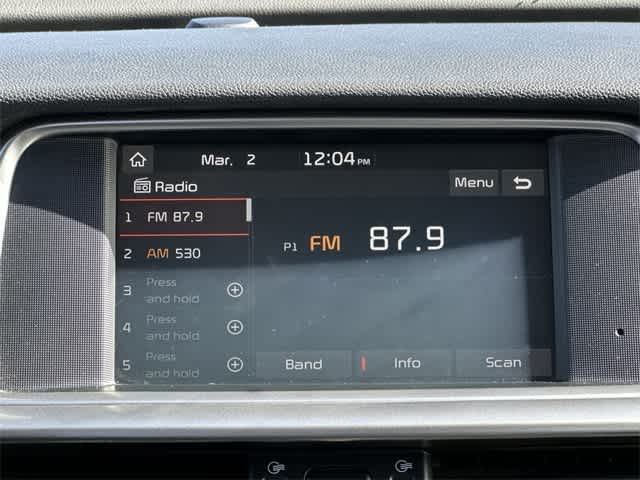 Mar. 2 12:04 PM
Radio
Menu
1 FM 87.9
P1 FM 87.9
2 AM 530
3 Press and hold
4 Press and hold
5 Press and hold
Band Info Scan